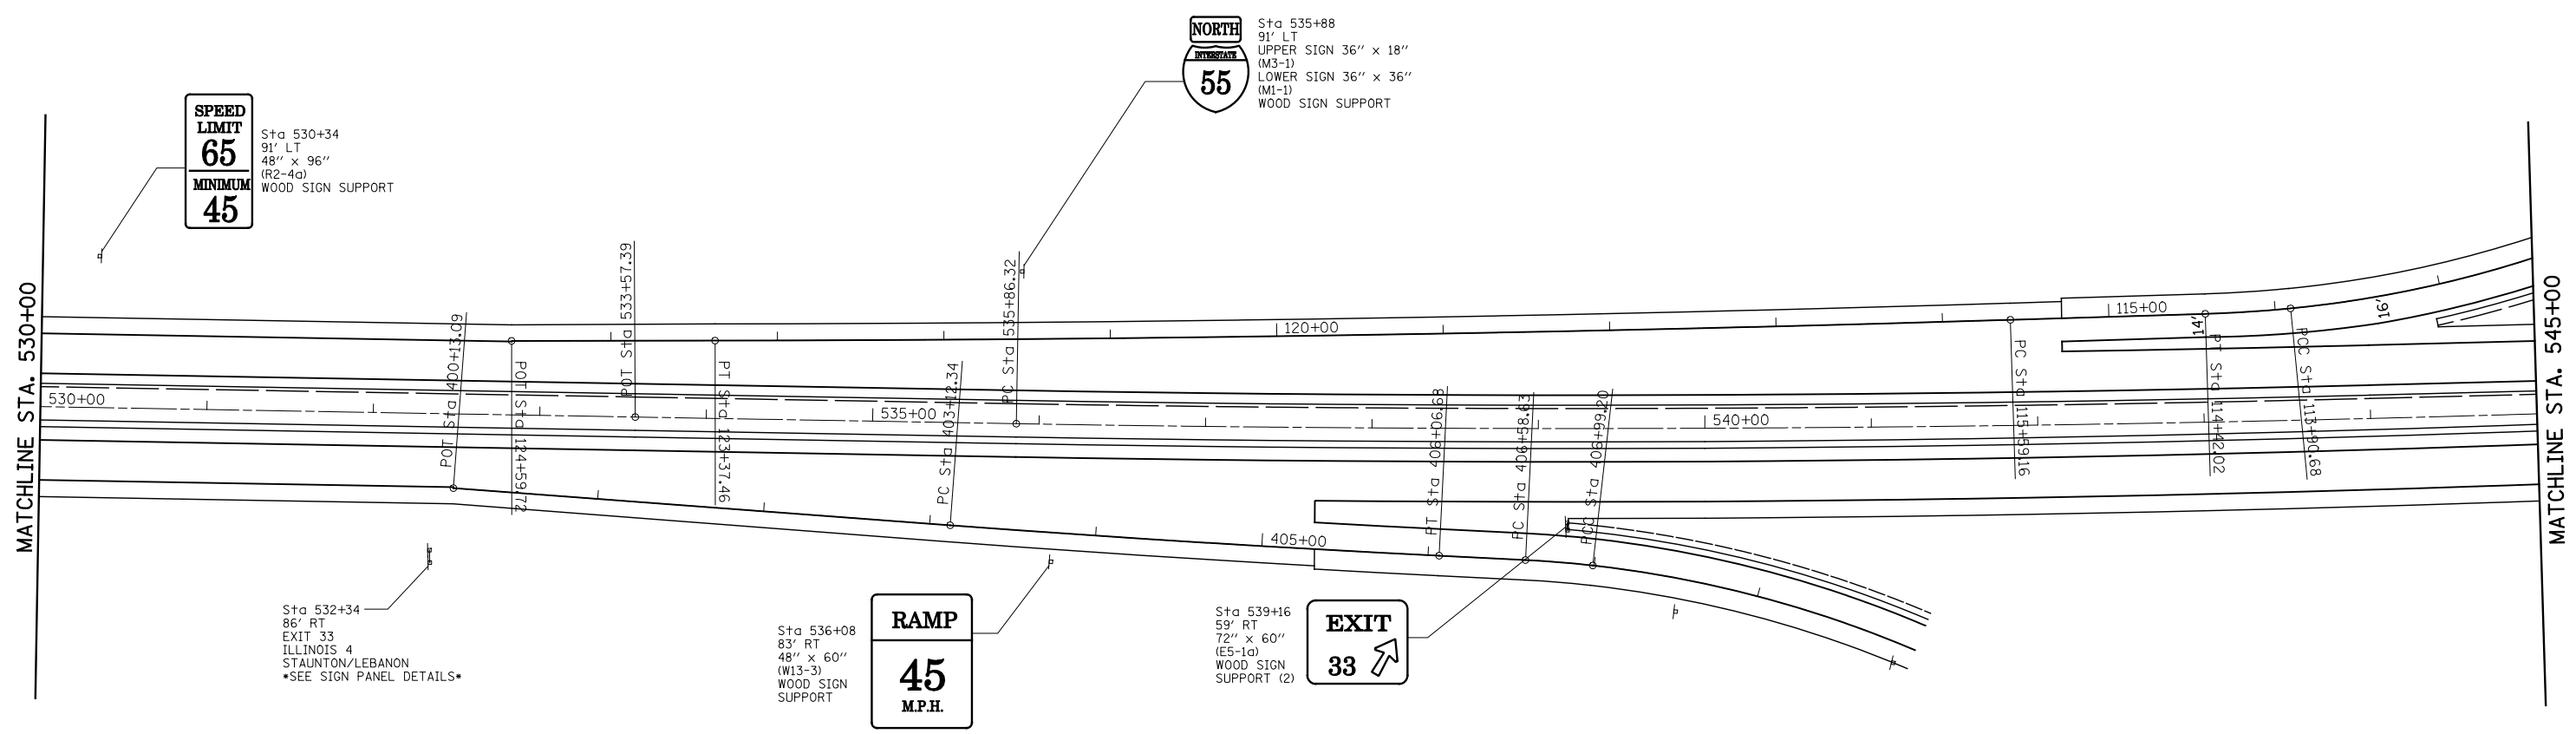 NORTH
INTERSTATE
55
Sta 535+88
91' LT
UPPER SIGN 36" x 18"
(M3-1)
LOWER SIGN 36" x 36"
(M1-1)
WOOD SIGN SUPPORT
SPEED
LIMIT
65
MINIMUM
45
Sta 530+34
91' LT
48" x 96"
(R2-4a)
WOOD SIGN SUPPORT
MATCHLINE STA. 530+00
530+00
POT Sta 400+13.09
POT Sta 124+59.72
POT Sta 533+57.39
PT Sta 123+37.46
535+00
PC Sta 403+12.34
PC Sta 535+86.32
120+00
405+00
PT Sta 406+06.68
PC Sta 406+58.63
PCC Sta 406+99.20
540+00
PC Sta 115+59.16
115+00
14'
PT Sta 114+42.02
PCC Sta 113+90.68
16'
MATCHLINE STA. 545+00
Sta 532+34
86' RT
EXIT 33
ILLINOIS 4
STAUNTON/LEBANON
*SEE SIGN PANEL DETAILS*
Sta 536+08
83' RT
48" x 60"
(W13-3)
WOOD SIGN
SUPPORT
RAMP
45
M.P.H.
Sta 539+16
59' RT
72" x 60"
(E5-1a)
WOOD SIGN
SUPPORT (2)
EXIT
33